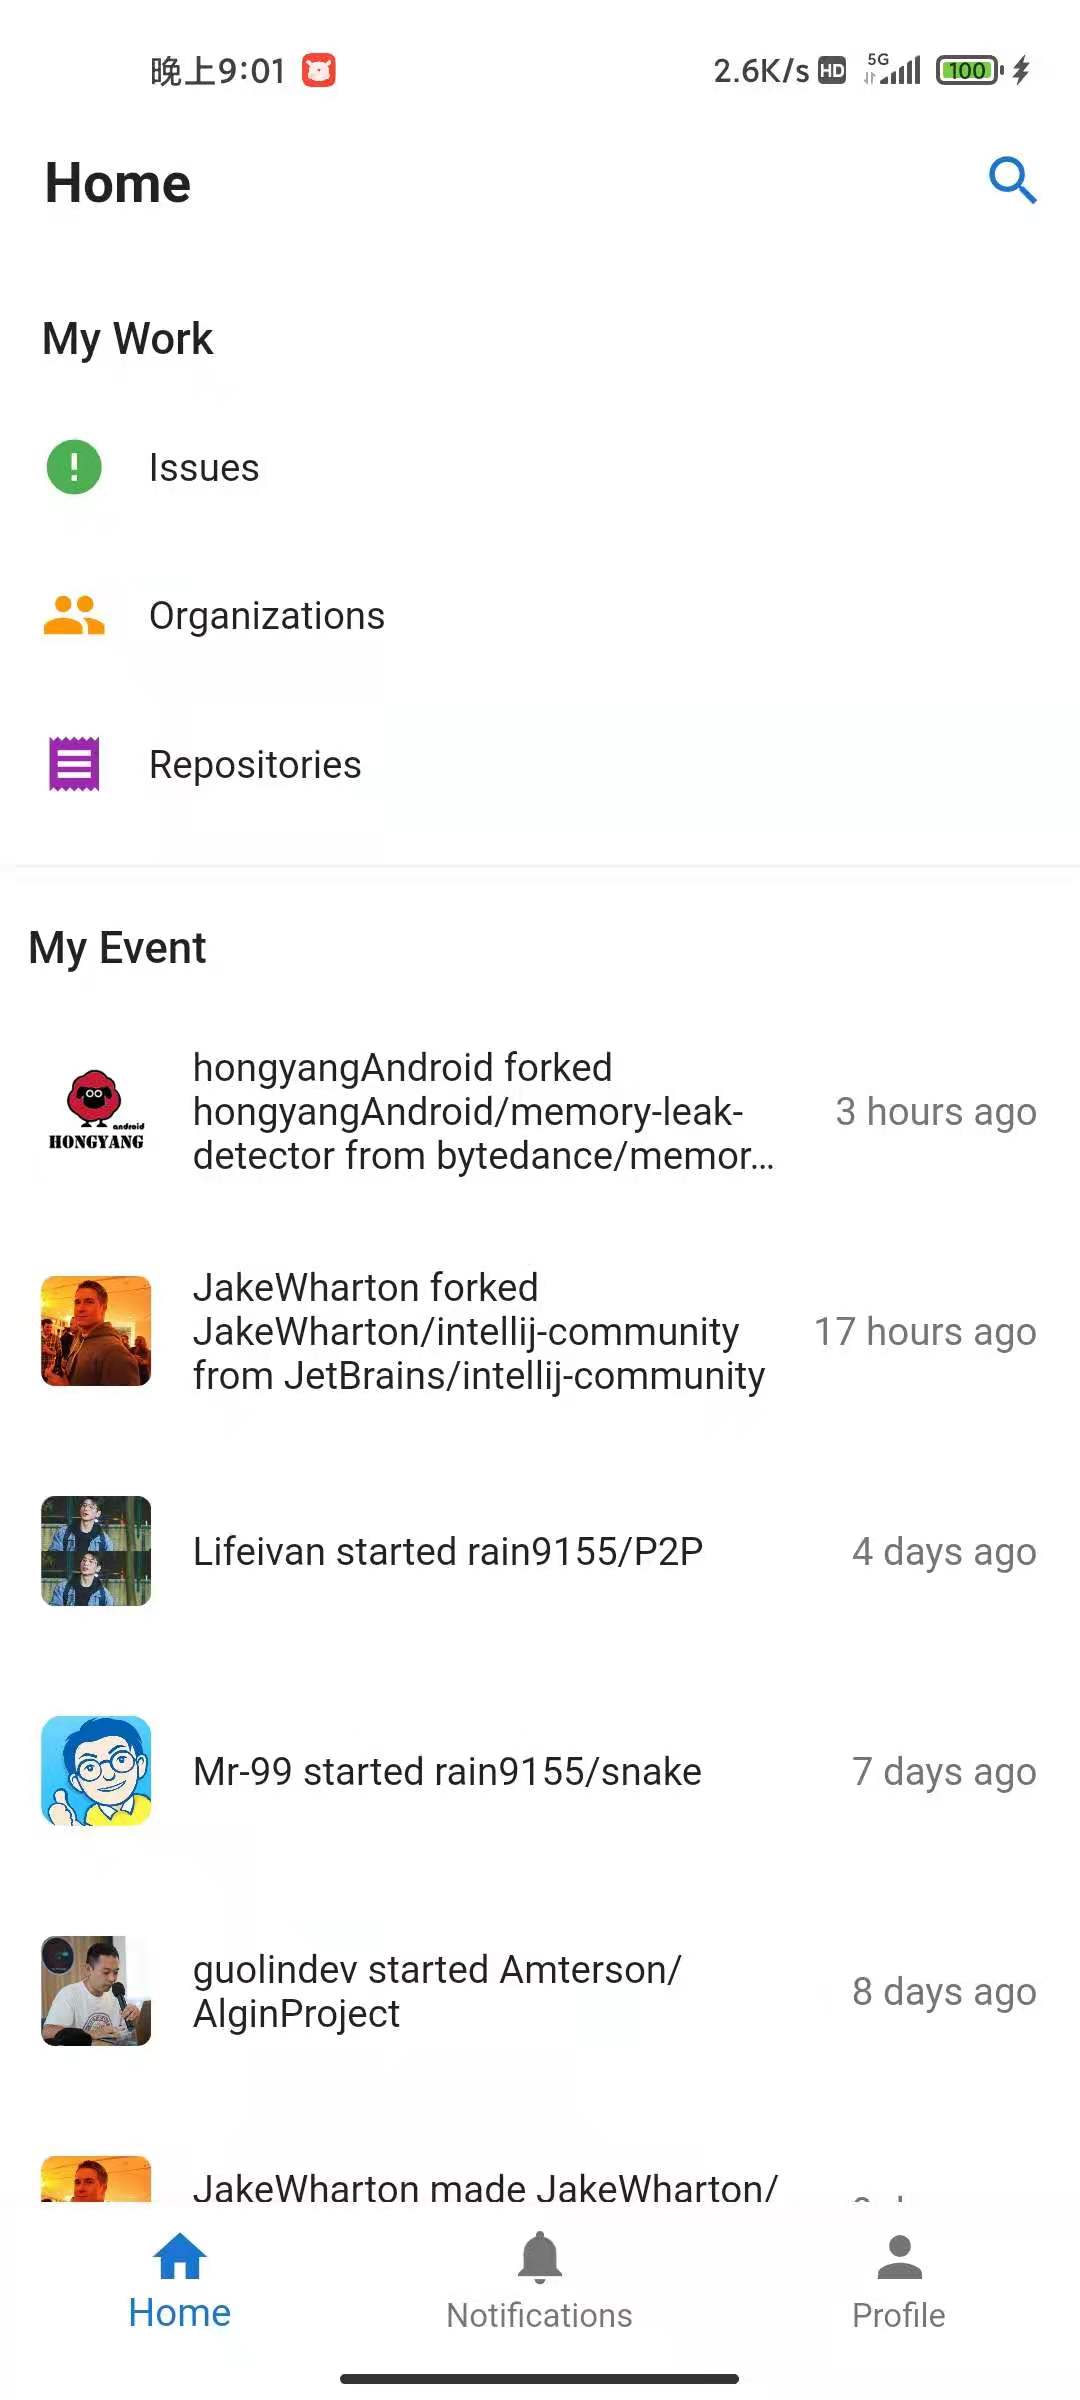 晚上9:01
2.6K/s HD 5G 100
Home
My Work
Issues
Organizations
Repositories
My Event
hongyangAndroid forked
hongyangAndroid/memory-leak-
detector from bytedance/memor...
3 hours ago
android
HONGYANG
JakeWharton forked
JakeWharton/intellij-community
from JetBrains/intellij-community
17 hours ago
Lifeivan started rain9155/P2P
4 days ago
Mr-99 started rain9155/snake
7 days ago
guolindev started Amterson/
AlginProject
8 days ago
JakeWharton made JakeWharton/
Home
Notifications
Profile